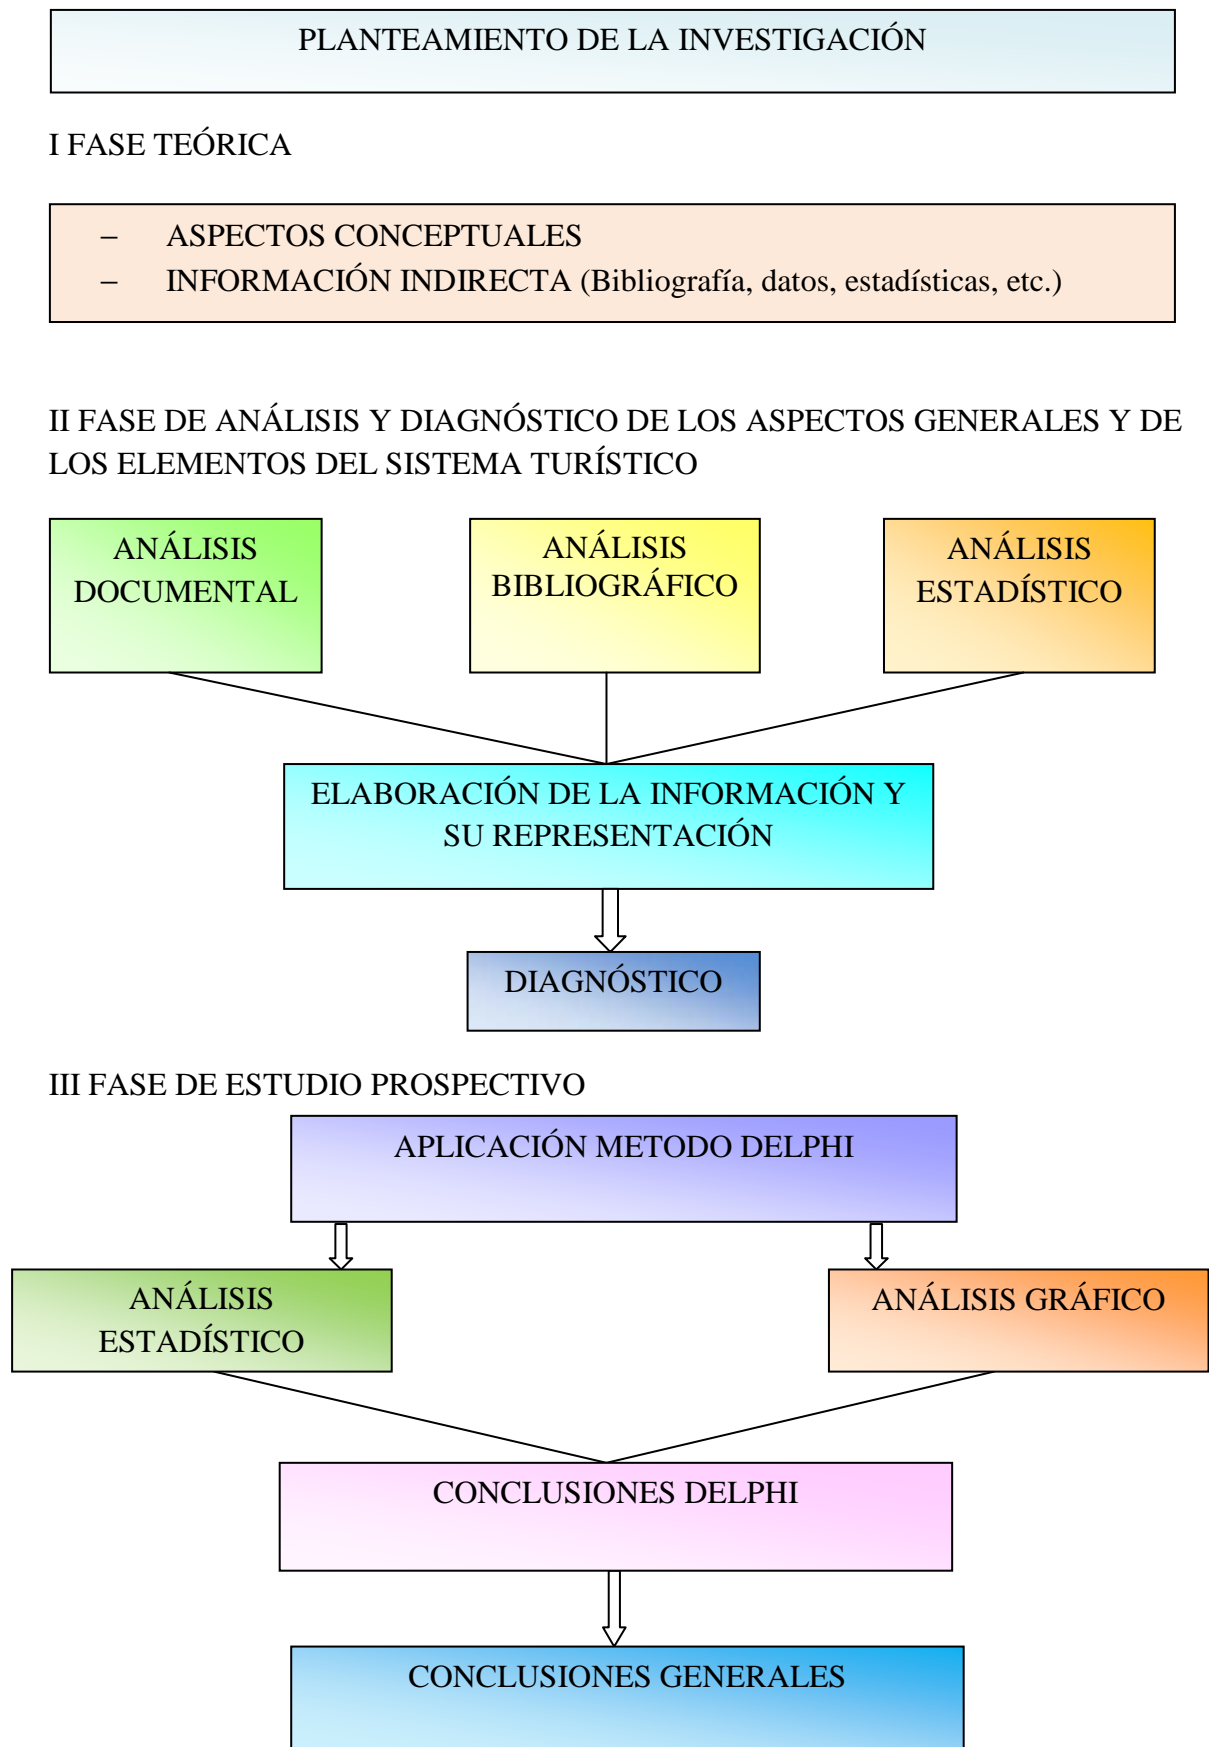 PLANTEAMIENTO DE LA INVESTIGACIÓN
I FASE TEÓRICA
– ASPECTOS CONCEPTUALES
– INFORMACIÓN INDIRECTA (Bibliografía, datos, estadísticas, etc.)
II FASE DE ANÁLISIS Y DIAGNÓSTICO DE LOS ASPECTOS GENERALES Y DE
LOS ELEMENTOS DEL SISTEMA TURÍSTICO
ANÁLISIS
DOCUMENTAL
ANÁLISIS
BIBLIOGRÁFICO
ANÁLISIS
ESTADÍSTICO
ELABORACIÓN DE LA INFORMACIÓN Y
SU REPRESENTACIÓN
DIAGNÓSTICO
III FASE DE ESTUDIO PROSPECTIVO
APLICACIÓN METODO DELPHI
ANÁLISIS
ESTADÍSTICO
ANÁLISIS GRÁFICO
CONCLUSIONES DELPHI
CONCLUSIONES GENERALES